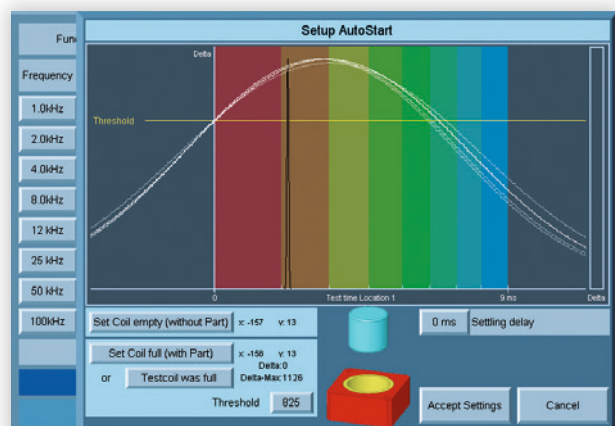 Setup AutoStart
Fun
Frequency
1.0kHz
2.0kHz
4.0kHz
8.0kHz
12 kHz
25 kHz
50 kHz
100kHz
Delta
Threshold
0
Test time Location 1
9 ms
Delta
Set Coil empty (without Part)
x: -157 y: 13
Set Coil full (with Part)
x: -158 y: 13
Delta:0
or
Testcoil was full
Delta-Max:1126
Threshold
825
0 ms
Settling delay
Accept Settings
Cancel